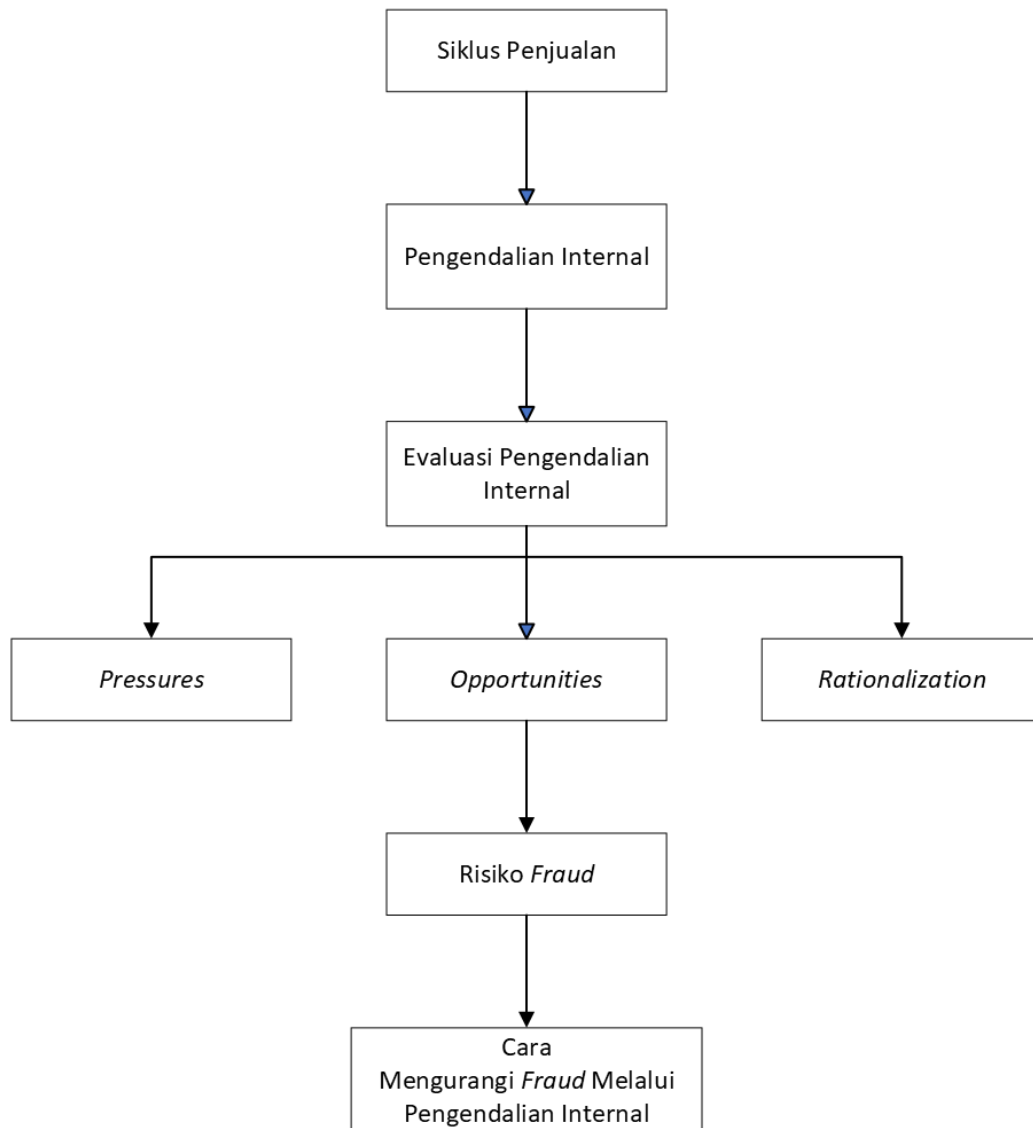 Siklus Penjualan
Pengendalian Internal
Evaluasi Pengendalian
Internal
Pressures
Opportunities
Rationalization
Risiko Fraud
Cara
Mengurangi Fraud Melalui
Pengendalian Internal